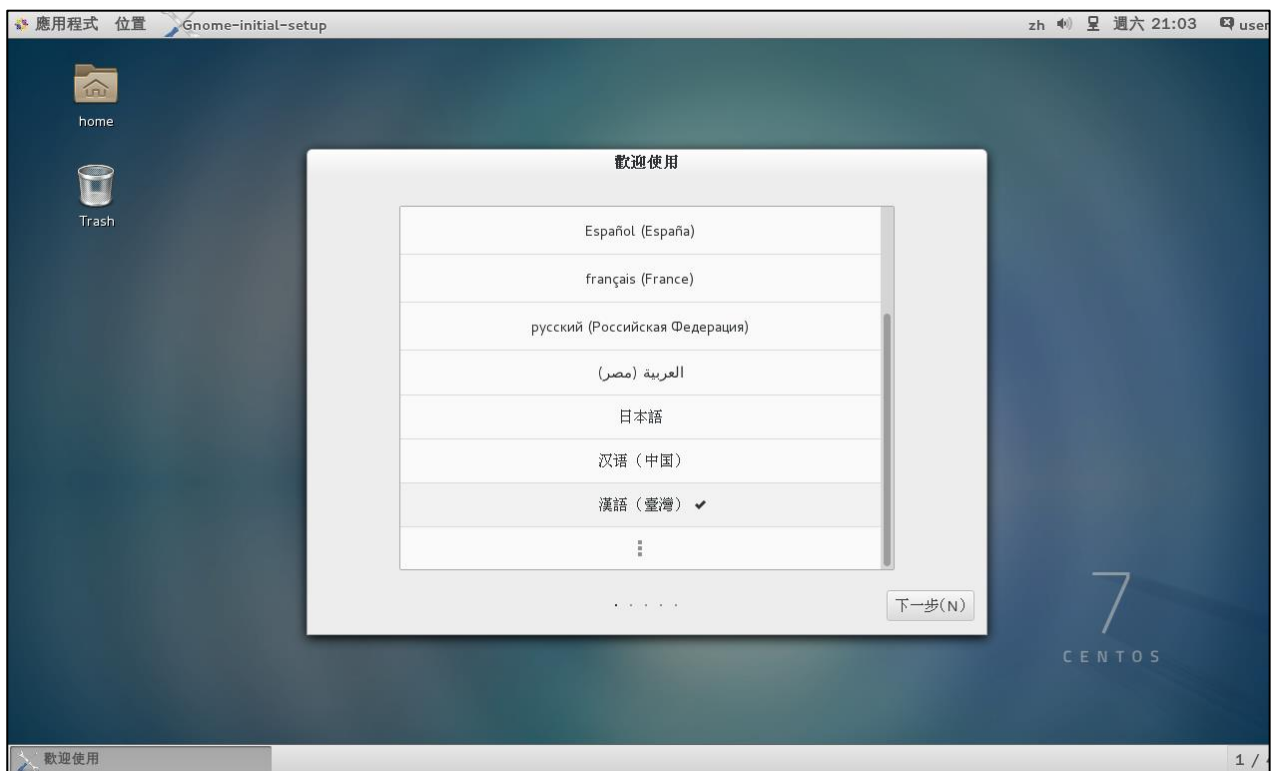 應用程式 位置 Gnome-initial-setup zh 週六 21:03 user
home
Trash
歡迎使用
Español (España)
français (France)
русский (Российская Федерация)
العربية (مصر)
日本語
汉语（中国）
漢語（臺灣）
下一步(N)
7
CENTOS
歡迎使用 1 /